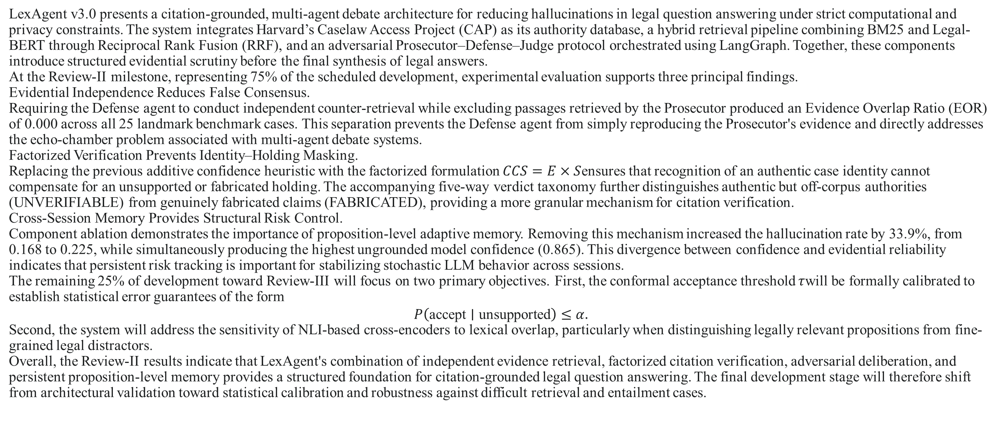 LexAgent v3.0 presents a citation-grounded, multi-agent debate architecture for reducing hallucinations in legal question answering under strict computational and
privacy constraints. The system integrates Harvard’s Caselaw Access Project (CAP) as its authority database, a hybrid retrieval pipeline combining BM25 and Legal-
BERT through Reciprocal Rank Fusion (RRF), and an adversarial Prosecutor–Defense–Judge protocol orchestrated using LangGraph. Together, these components
introduce structured evidential scrutiny before the final synthesis of legal answers.
At the Review-II milestone, representing 75% of the scheduled development, experimental evaluation supports three principal findings.
Evidential Independence Reduces False Consensus.
Requiring the Defense agent to conduct independent counter-retrieval while excluding passages retrieved by the Prosecutor produced an Evidence Overlap Ratio (EOR)
of 0.000 across all 25 landmark benchmark cases. This separation prevents the Defense agent from simply reproducing the Prosecutor's evidence and directly addresses
the echo-chamber problem associated with multi-agent debate systems.
Factorized Verification Prevents Identity–Holding Masking.
Replacing the previous additive confidence heuristic with the factorized formulation CCS = E × Sensures that recognition of an authentic case identity cannot
compensate for an unsupported or fabricated holding. The accompanying five-way verdict taxonomy further distinguishes authentic but off-corpus authorities
(UNVERIFIABLE) from genuinely fabricated claims (FABRICATED), providing a more granular mechanism for citation verification.
Cross-Session Memory Provides Structural Risk Control.
Component ablation demonstrates the importance of proposition-level adaptive memory. Removing this mechanism increased the hallucination rate by 33.9%, from
0.168 to 0.225, while simultaneously producing the highest ungrounded model confidence (0.865). This divergence between confidence and evidential reliability
indicates that persistent risk tracking is important for stabilizing stochastic LLM behavior across sessions.
The remaining 25% of development toward Review-III will focus on two primary objectives. First, the conformal acceptance threshold τwill be formally calibrated to
establish statistical error guarantees of the form
P(accept ∣ unsupported) ≤ α.
Second, the system will address the sensitivity of NLI-based cross-encoders to lexical overlap, particularly when distinguishing legally relevant propositions from fine-
grained legal distractors.
Overall, the Review-II results indicate that LexAgent's combination of independent evidence retrieval, factorized citation verification, adversarial deliberation, and
persistent proposition-level memory provides a structured foundation for citation-grounded legal question answering. The final development stage will therefore shift
from architectural validation toward statistical calibration and robustness against difficult retrieval and entailment cases.